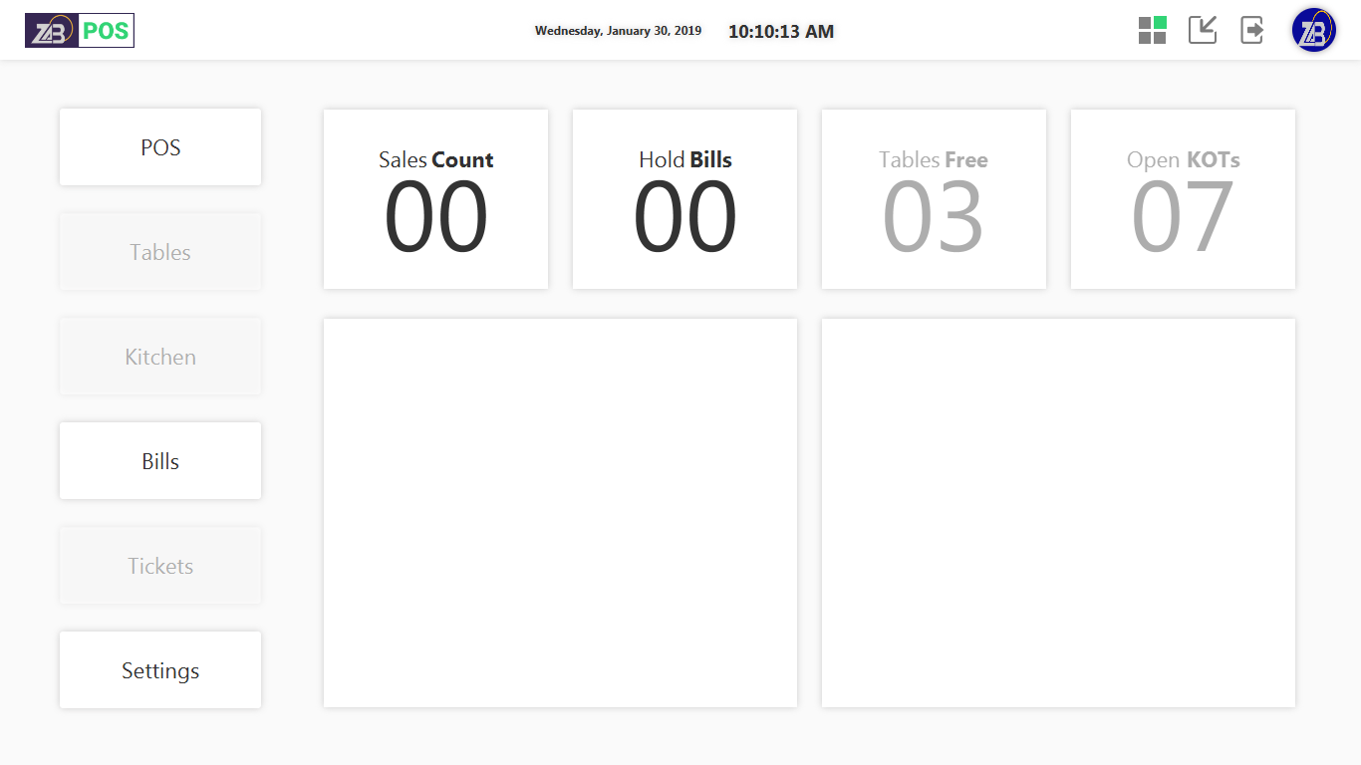 ZB POS
Wednesday, January 30, 2019 10:10:13 AM
ZB
POS
Tables
Kitchen
Bills
Tickets
Settings
Sales Count
00
Hold Bills
00
Tables Free
03
Open KOTs
07